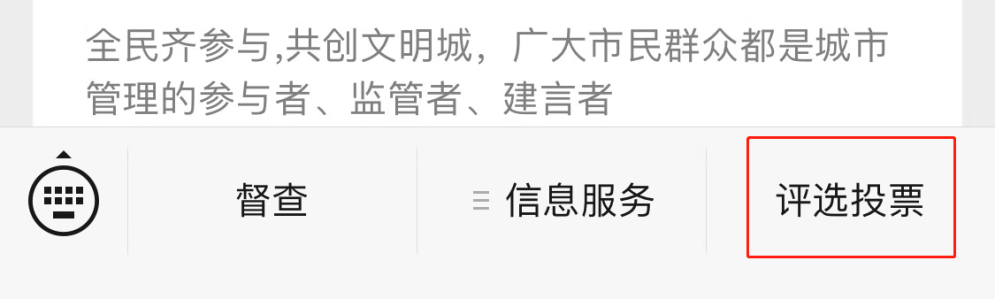 全民齐参与,共创文明城，广大市民群众都是城市
管理的参与者、监管者、建言者
督查
信息服务
评选投票